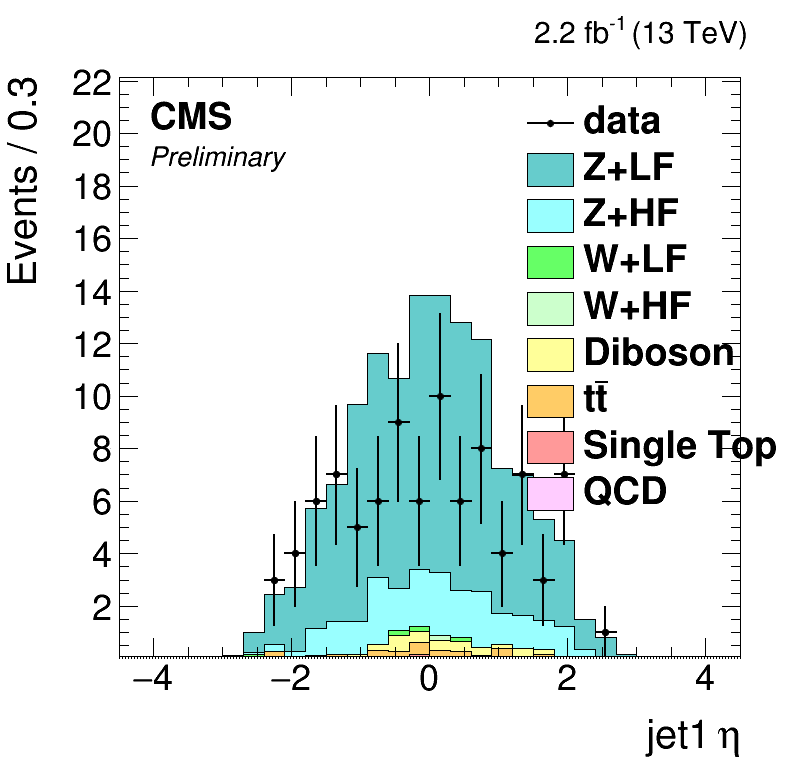 2.2 fb-1 (13 TeV)
Events / 0.3
22
20
18
16
14
12
10
8
6
4
2
CMS
Preliminary
data
Z+LF
Z+HF
W+LF
W+HF
Diboson
tt̄
Single Top
QCD
−4 −2 0 2 4
jet1 η